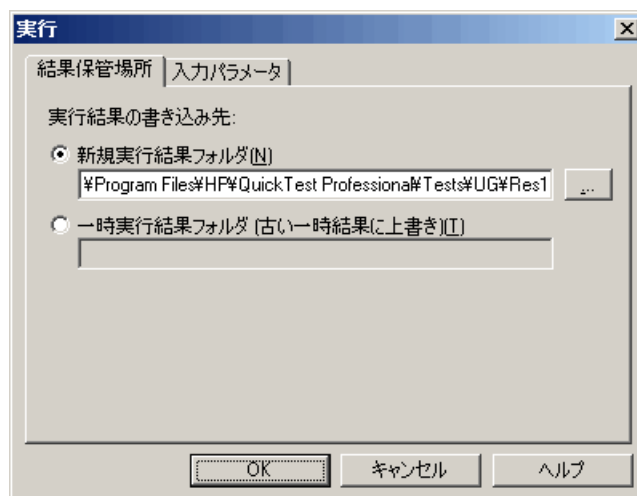 実行
結果保管場所 入力パラメータ
実行結果の書き込み先:
新規実行結果フォルダ(N)
¥Program Files¥HP¥QuickTest Professional¥Tests¥UG¥Res1 ...
一時実行結果フォルダ (古い一時結果に上書き)(T)
OK キャンセル ヘルプ